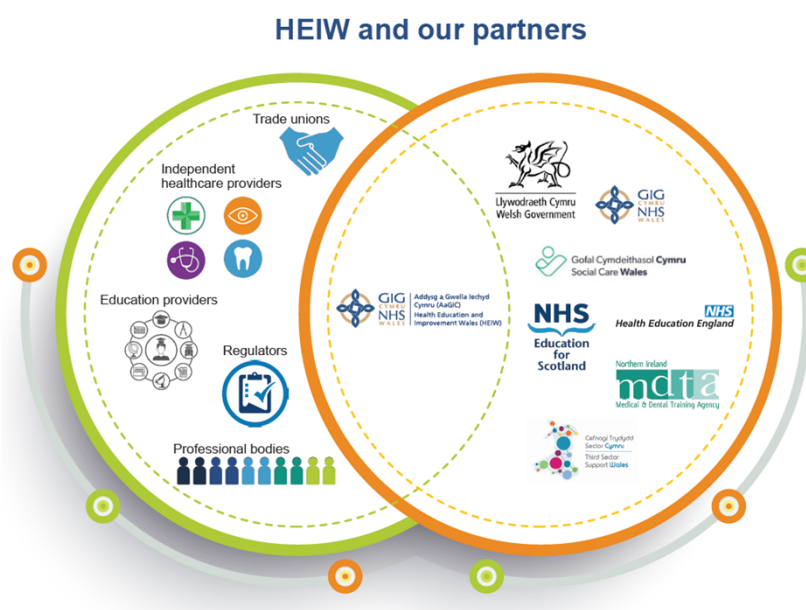 HEIW and our partners
Trade unions
Independent
healthcare providers
Education providers
Regulators
Professional bodies
GIG
CYMRU
NHS
WALES
Addysg a Gwella Iechyd
Cymru (AaGIC)
Health Education and
Improvement Wales (HEIW)
Llywodraeth Cymru
Welsh Government
GIG
CYMRU
NHS
WALES
Gofal Cymdeithasol Cymru
Social Care Wales
NHS
Education
for
Scotland
NHS
Health Education England
Northern Ireland
mdta
Medical & Dental Training Agency
Cefnogi Trydydd
Sector Cymru
Third Sector
Support Wales